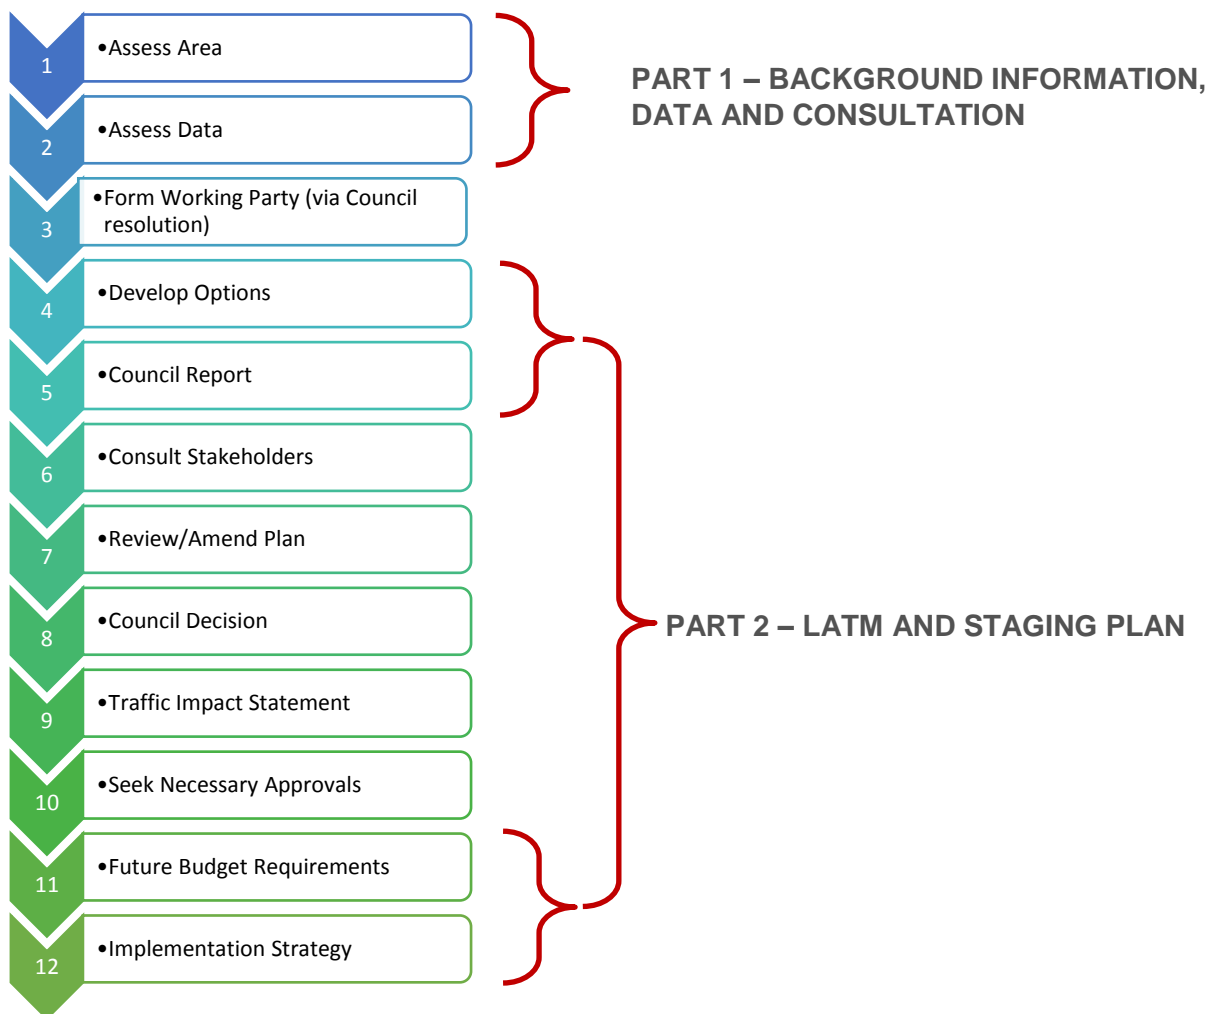 1
•Assess Area
2
•Assess Data
3
•Form Working Party (via Council
resolution)
4
•Develop Options
5
•Council Report
6
•Consult Stakeholders
7
•Review/Amend Plan
8
•Council Decision
9
•Traffic Impact Statement
10
•Seek Necessary Approvals
11
•Future Budget Requirements
12
•Implementation Strategy
PART 1 – BACKGROUND INFORMATION,
DATA AND CONSULTATION
PART 2 – LATM AND STAGING PLAN